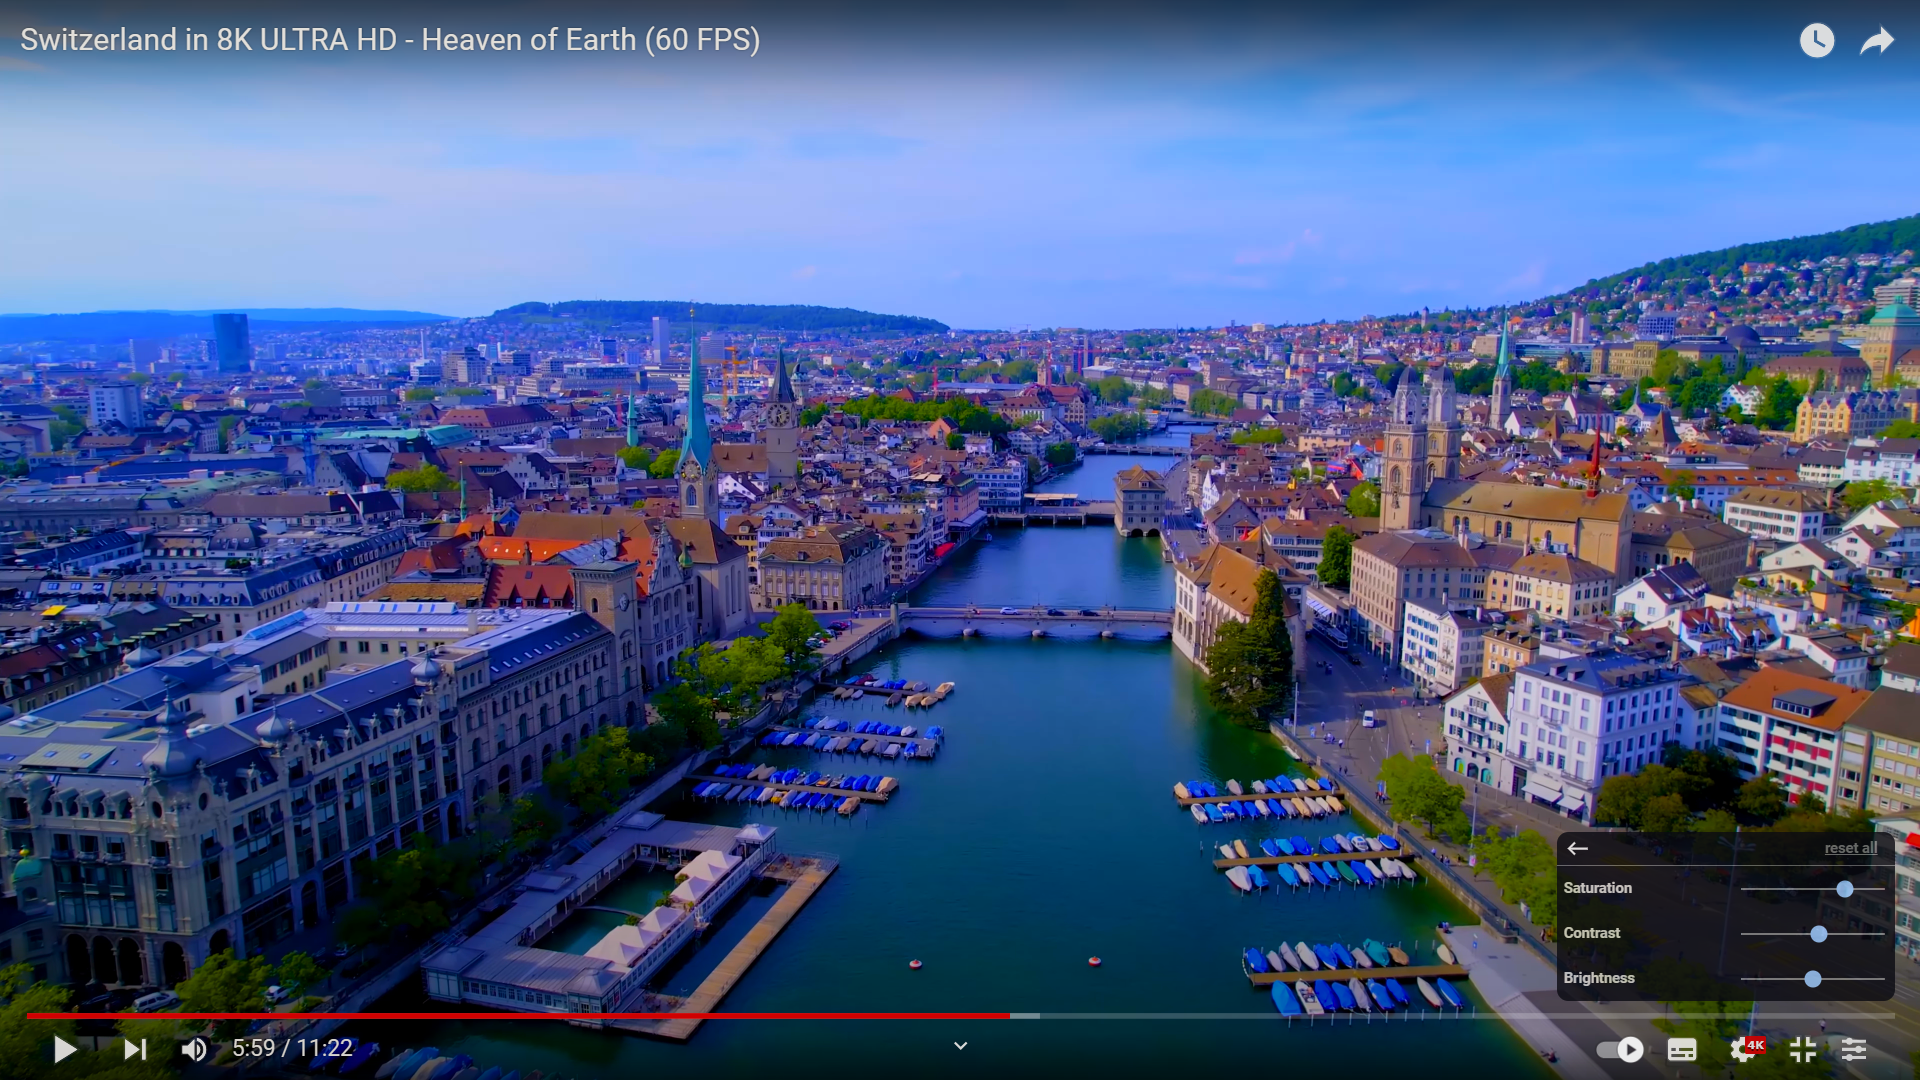 Switzerland in 8K ULTRA HD - Heaven of Earth (60 FPS)
reset all
Saturation
Contrast
Brightness
5:59 / 11:22
4K